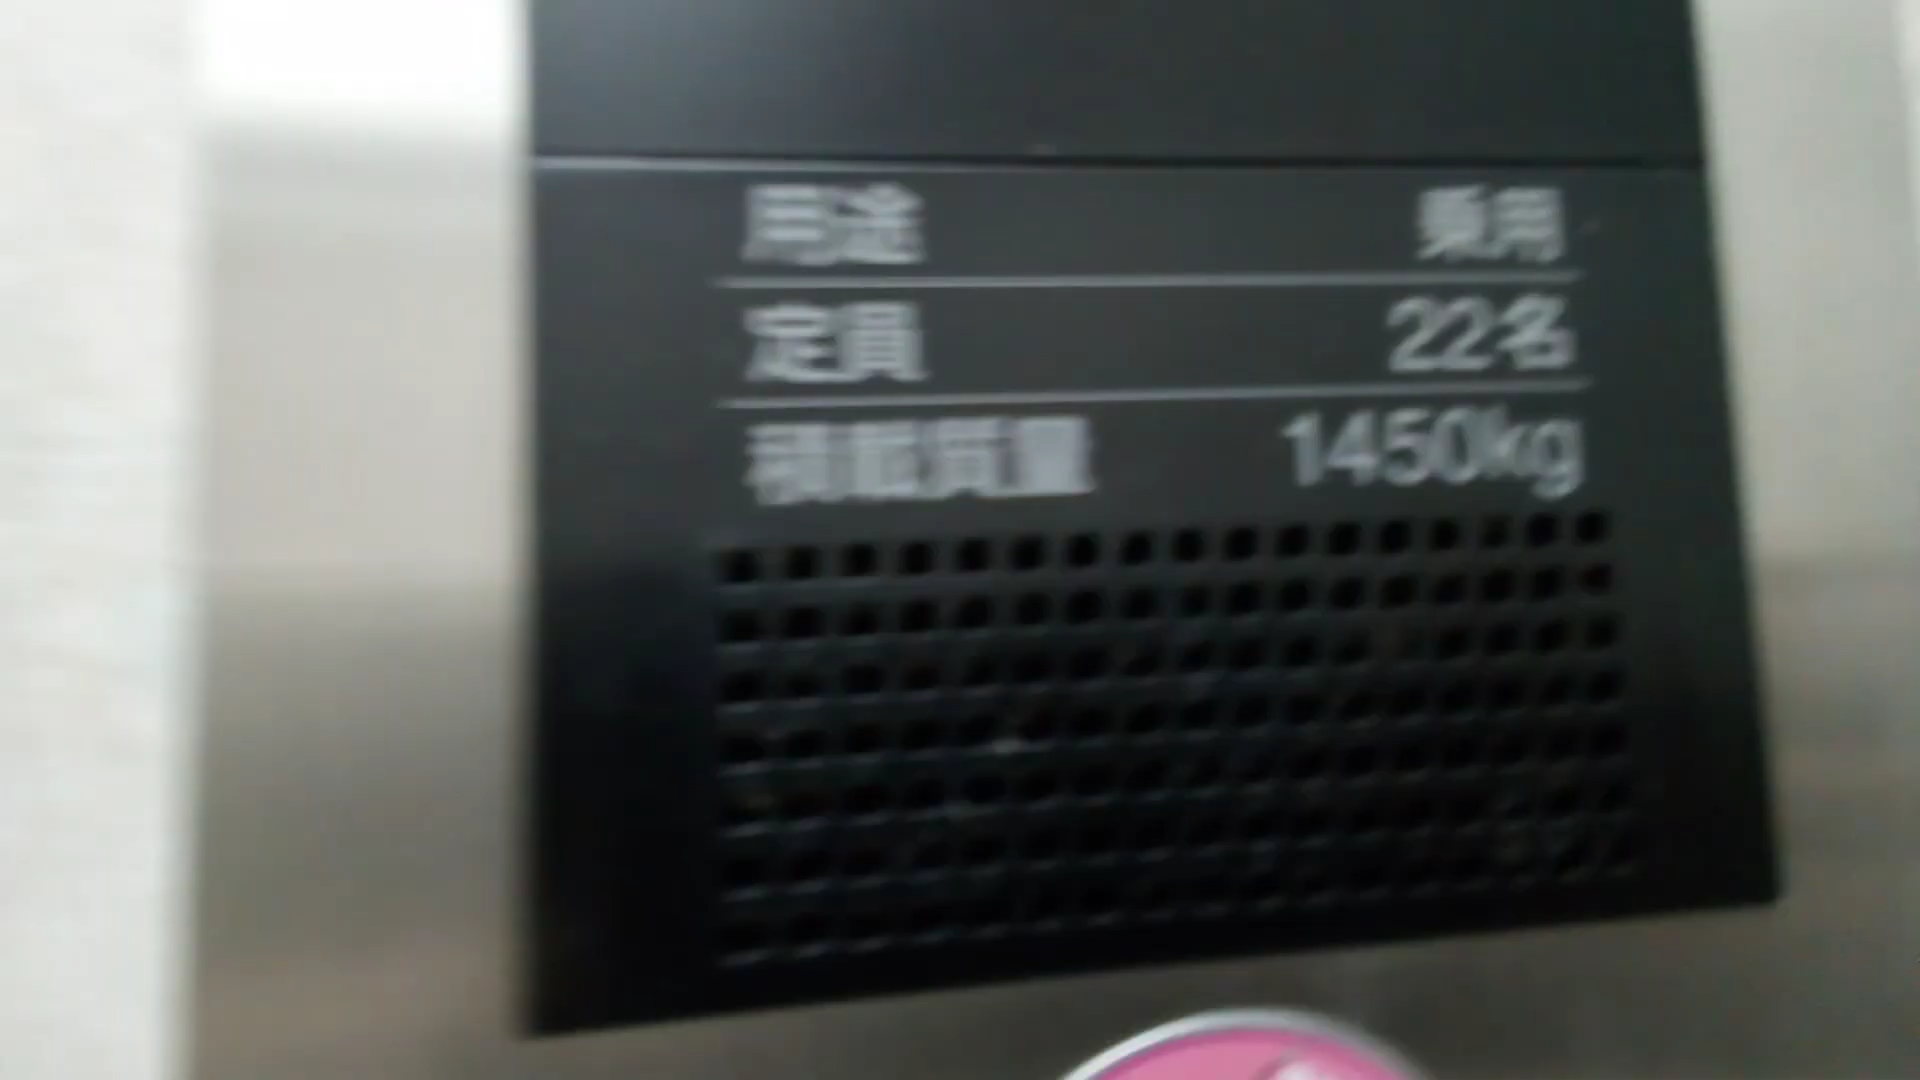 用途 乗用
定員 22名
積載質量 1450kg